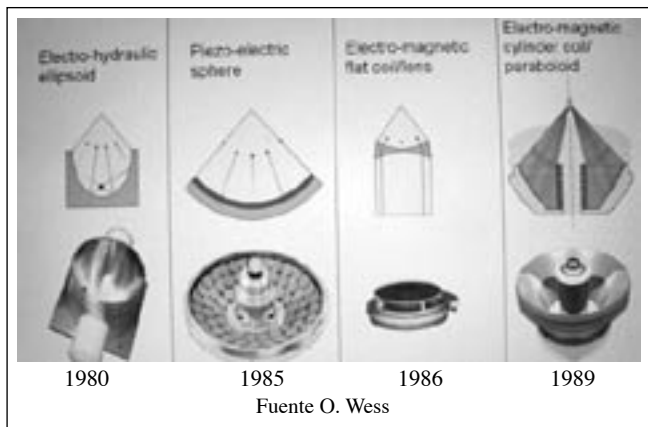 Electro-hydraulic
ellipsoid
Piezo-electric
sphere
Electro-magnetic
flat coil/lens
Electro-magnetic
cylinder coil/
paraboloid
1980
1985
1986
1989
Fuente O. Wess